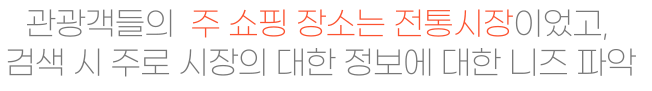 관광객들의 주 쇼핑 장소는 전통시장이었고,
검색 시 주로 시장의 대한 정보에 대한 니즈 파악